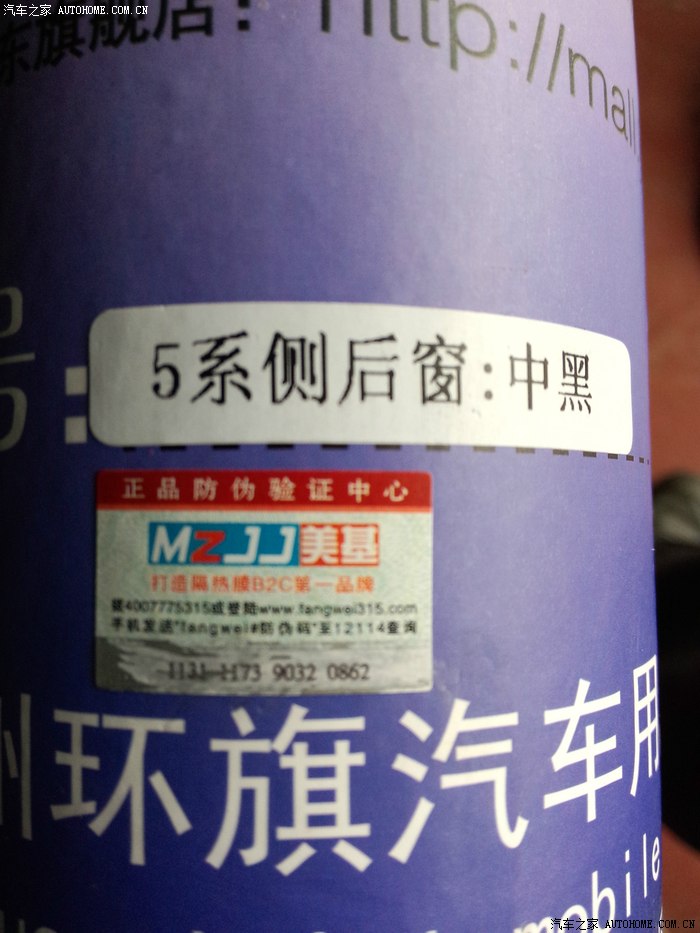 汽车之家 AUTOHOME.COM.CN
旗舰店：http://mall
号：
5系侧后窗:中黑
正品防伪验证中心
MZJJ美基
打造隔热膜B2C第一品牌
拨4007775315或登陆www.fangwei315.com
手机发送"fangwei#防伪码"至12114查询
1131 1173 9032 0862
州环旗汽车用
mobile
汽车之家 AUTOHOME.COM.CN